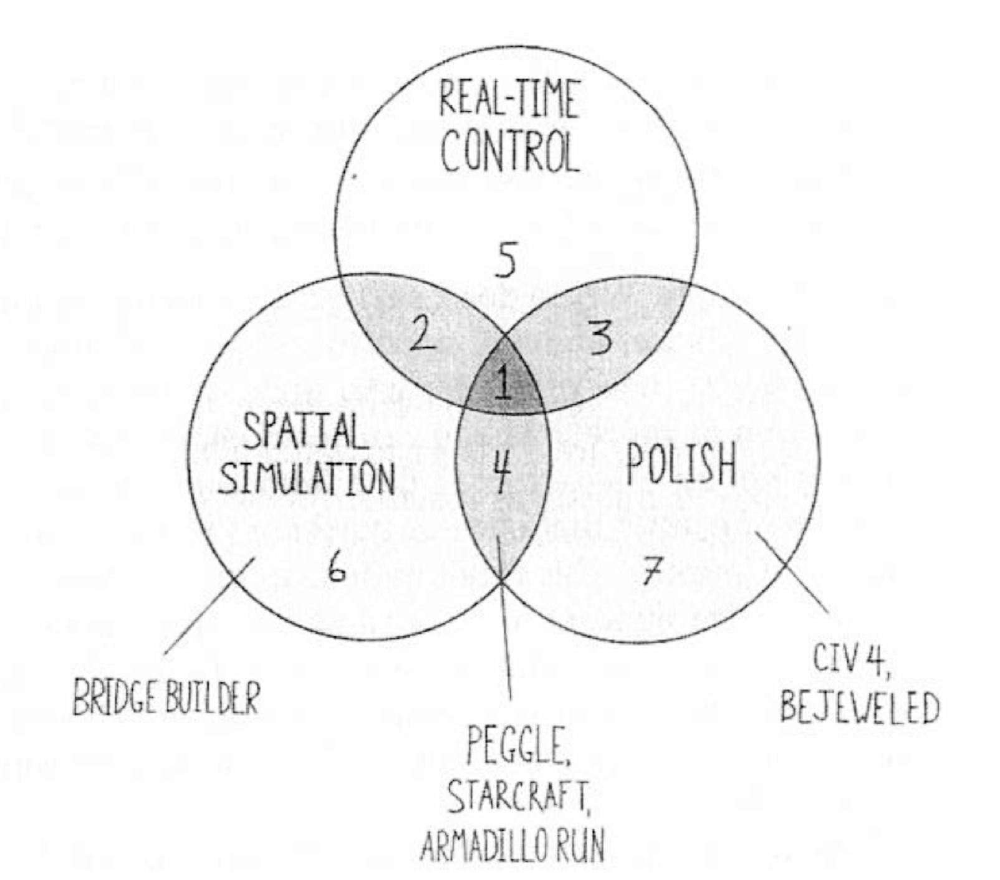 REAL-TIME
CONTROL
5
2
3
1
SPATIAL
SIMULATION
4
POLISH
6
7
BRIDGE BUILDER
CIV 4,
BEJEWELED
PEGGLE,
STARCRAFT,
ARMADILLO RUN